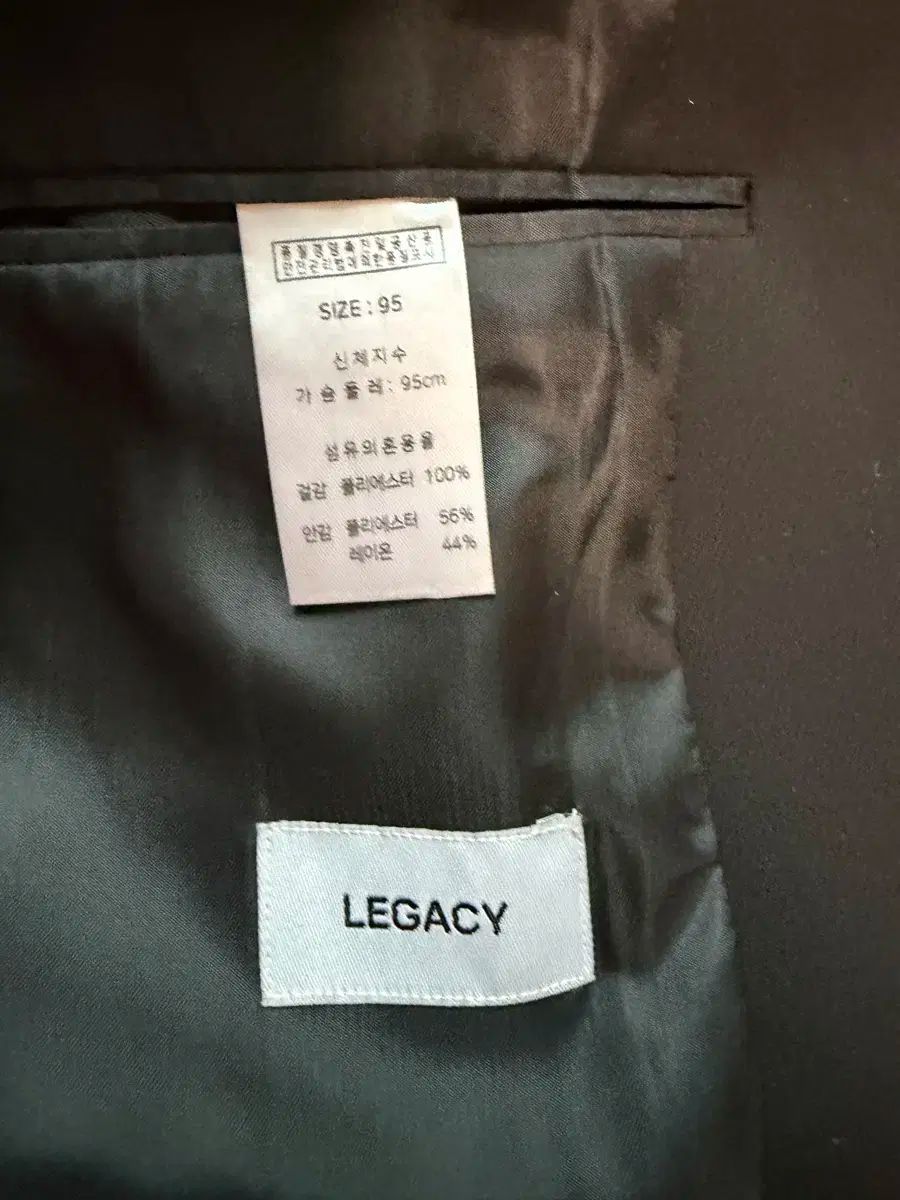 SIZE : 95
신체지수
가슴둘레 : 95cm
섬유의혼용율
겉감 폴리에스터 100%
안감 폴리에스터 56%
레이온 44%
LEGACY